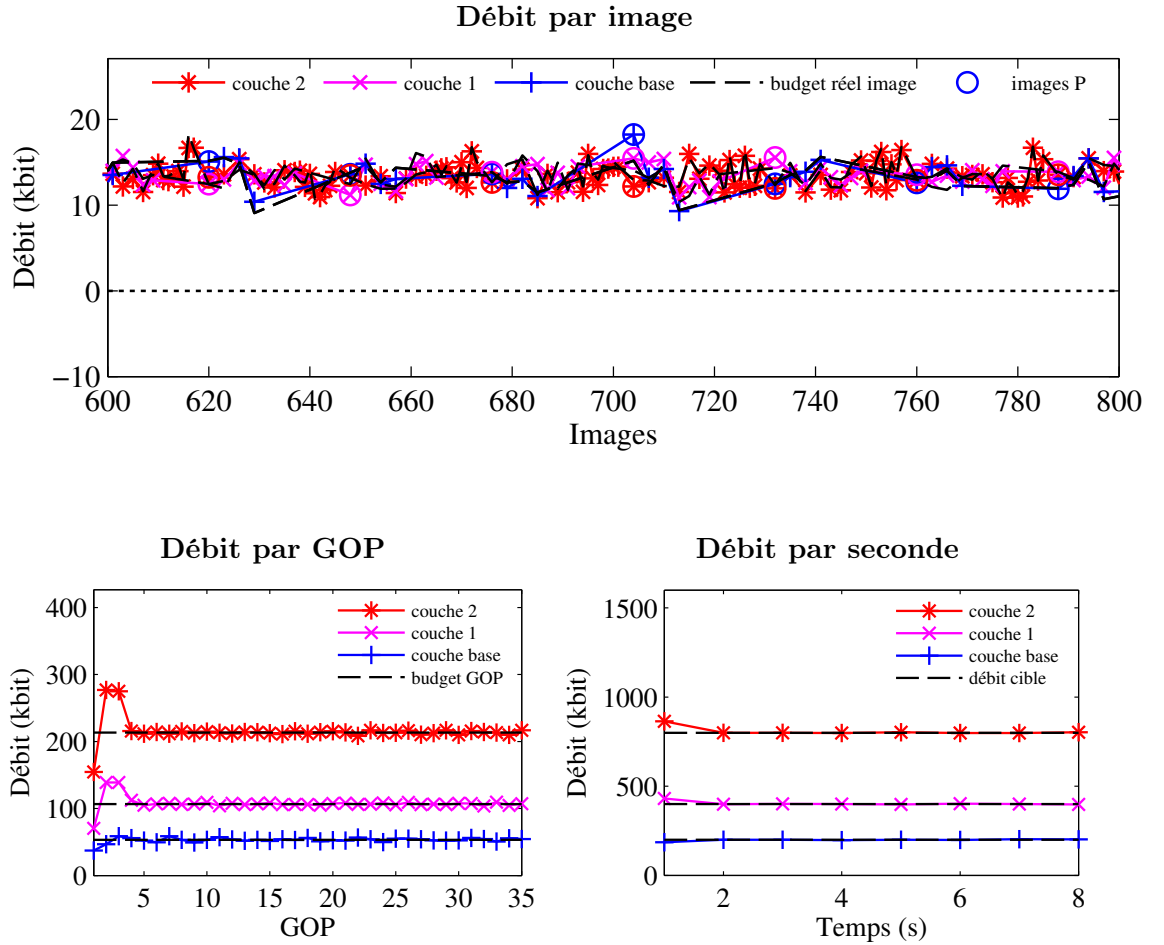 Débit par image
couche 2 couche 1 couche base budget réel image images P
20
10
0
−10
Débit (kbit)
600 620 640 660 680 700 720 740 760 780 800
Images
Débit par GOP
400
300
200
100
0
Débit (kbit)
couche 2
couche 1
couche base
budget GOP
5 10 15 20 25 30 35
GOP
Débit par seconde
1500
1000
500
0
Débit (kbit)
couche 2
couche 1
couche base
débit cible
2 4 6 8
Temps (s)